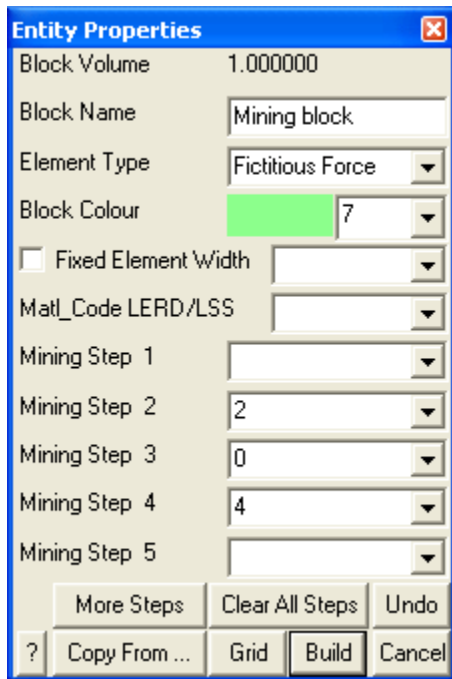 Entity Properties
Block Volume 1.000000
Block Name Mining block
Element Type Fictitious Force
Block Colour 7
Fixed Element Width
Matl_Code LERD/LSS
Mining Step 1
Mining Step 2 2
Mining Step 3 0
Mining Step 4 4
Mining Step 5
More Steps Clear All Steps Undo
? Copy From ... Grid Build Cancel